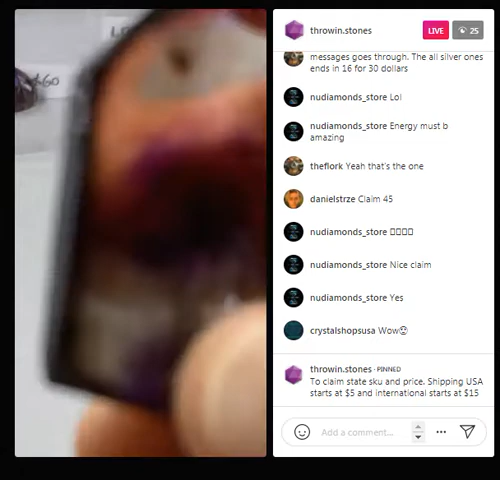 $60
throwin.stones
LIVE
25
messages goes through. The all silver ones
ends in 16 for 30 dollars
nudiamonds_store Lol
nudiamonds_store Energy must b
amazing
theflork Yeah that's the one
danielstrze Claim 45
nudiamonds_store
nudiamonds_store Nice claim
nudiamonds_store Yes
crystalshopsusa Wow
throwin.stones · PINNED
To claim state sku and price. Shipping USA
starts at $5 and international starts at $15
Add a comment...